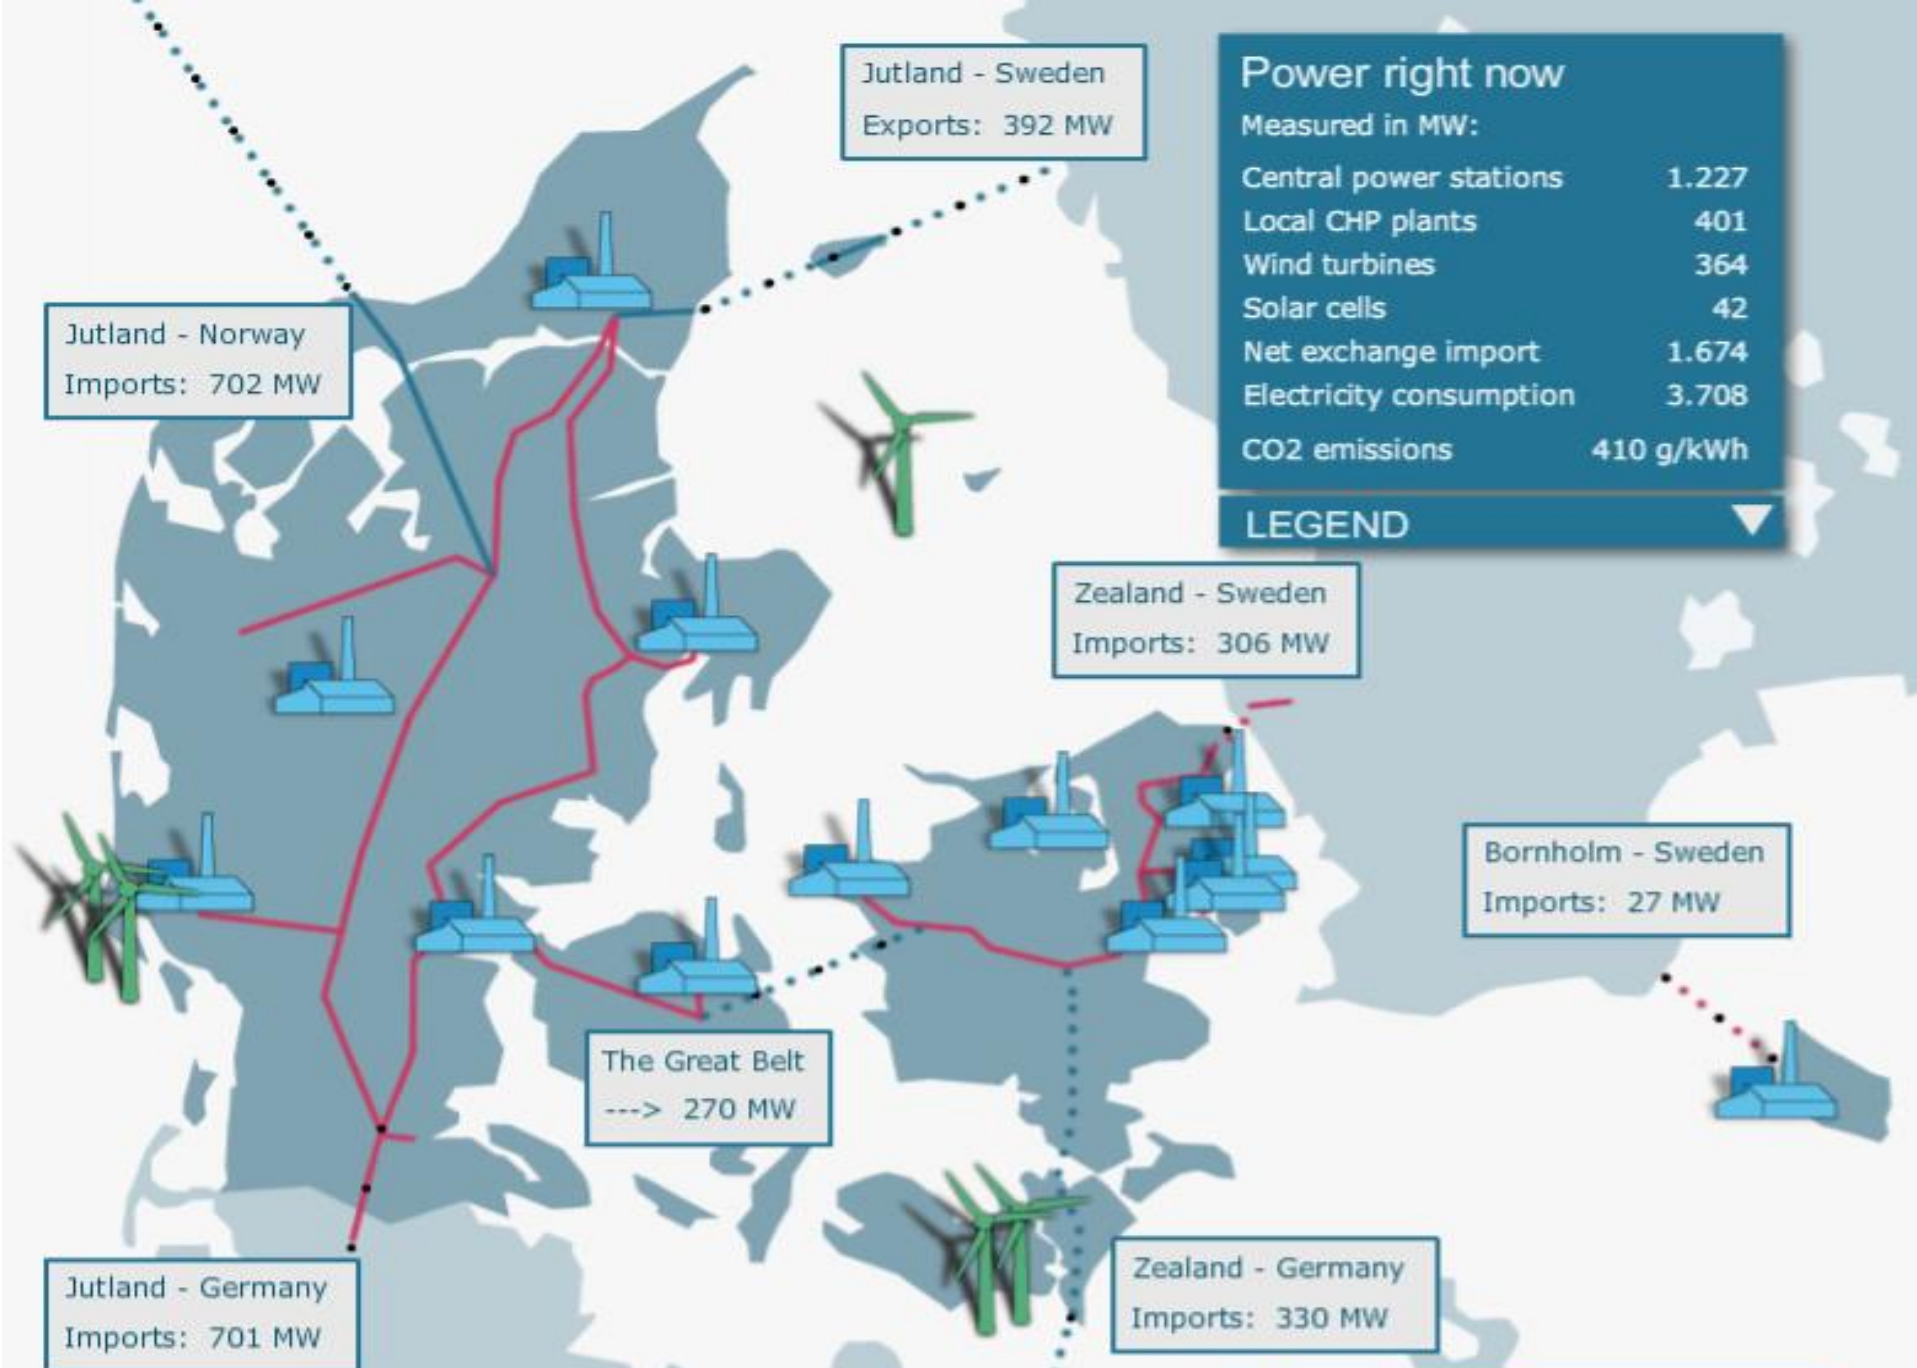 Jutland - Sweden
Exports: 392 MW
Power right now
Measured in MW:
Central power stations 1.227
Local CHP plants 401
Wind turbines 364
Solar cells 42
Net exchange import 1.674
Electricity consumption 3.708
CO2 emissions 410 g/kWh
LEGEND
Jutland - Norway
Imports: 702 MW
Zealand - Sweden
Imports: 306 MW
Bornholm - Sweden
Imports: 27 MW
The Great Belt
---> 270 MW
Jutland - Germany
Imports: 701 MW
Zealand - Germany
Imports: 330 MW